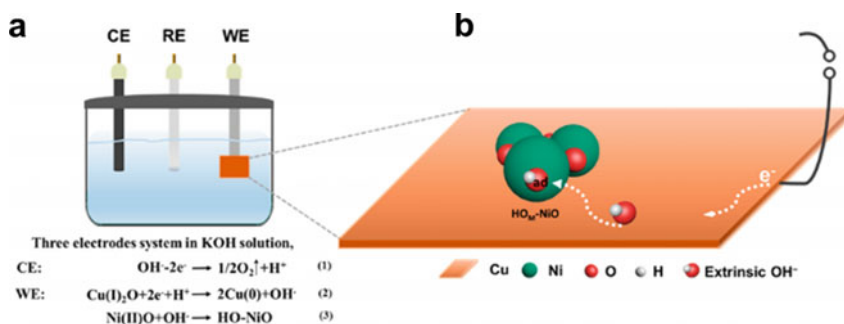 a
CE RE WE
Three electrodes system in KOH solution,
CE: OH⁻-2e⁻ → 1/2O₂↑+H⁺ (1)
WE: Cu(I)₂O+2e⁻+H⁺ → 2Cu(0)+OH⁻ (2)
Ni(II)O+OH⁻ → HO-NiO (3)
b
ad
HOₘ-NiO
e⁻
Cu Ni O H Extrinsic OH⁻